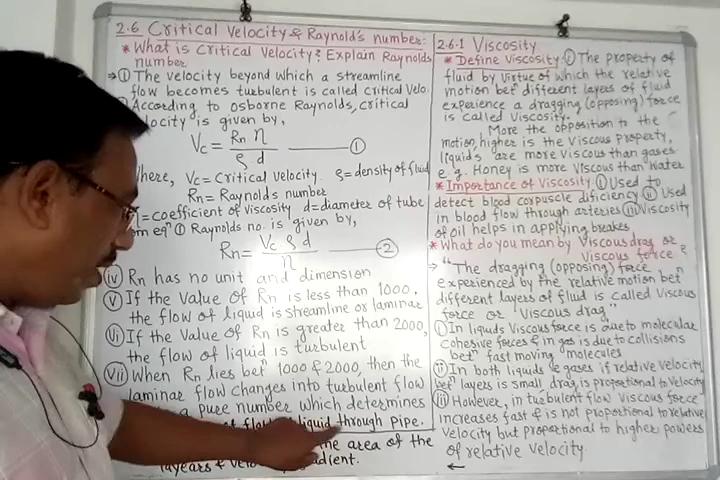 2.6 Critical Velocity & Raynold's number:
* What is Critical Velocity? Explain Raynolds
number
→ ① The velocity beyond which a streamline
flow becomes turbulent is called critical Velo.
According to osborne Raynolds, critical
velocity is given by,
Vc = Rn η / ρ d ——— ①
Where, Vc = Critical velocity ρ = density of fluid
Rn = Raynolds number
η = coefficient of viscosity d = diameter of tube
from eqⁿ ① Raynolds no. is given by,
Rn = Vc ρ d / η ——— ②
(iv) Rn has no unit and dimension
(v) If the value of Rn is less than 1000.
the flow of liquid is streamline or laminar
(vi) If the value of Rn is greater than 2000,
the flow of liquid is turbulent
(vii) When Rn lies bet 1000 & 2000, then the
laminar flow changes into turbulent flow
a pure number which determines
of flow liquid through pipe.
the area of the
layears & velocity gradient.
2.6.1 Viscosity
* Define Viscosity: ① The property of
fluid by virtue of which the relative
motion betⁿ different layers of fluid
experience a dragging (opposing) force
is called Viscosity.
More the opposition to the
motion, higher is the Viscous property,
liquids are more Viscous than gases
e.g. Honey is more Viscous than Water
* Importance of Viscosity (i) Used to
detect blood corpuscle dificiency (ii) Used
in blood flow through arteries (iii) Viscosity
of oil helps in applying breakes
* What do you mean by Viscous drag or
Viscous force?
→ "The dragging (opposing) force
experienced by the relative motion betⁿ
different layers of fluid is called Viscous
force or Viscous drag"
(i) In liquids Viscous force is due to molecular
cohesive forces & in gas is due to collisions
betⁿ fast moving molecules
(ii) In both liquids & gases if relative Velocity
betⁿ layers is small, drag is proportional to Velocity
(iii) However, in turbulent flow Viscous force
increases fast & is not proportional to relative
Velocity but proportional to higher powers
of relative Velocity